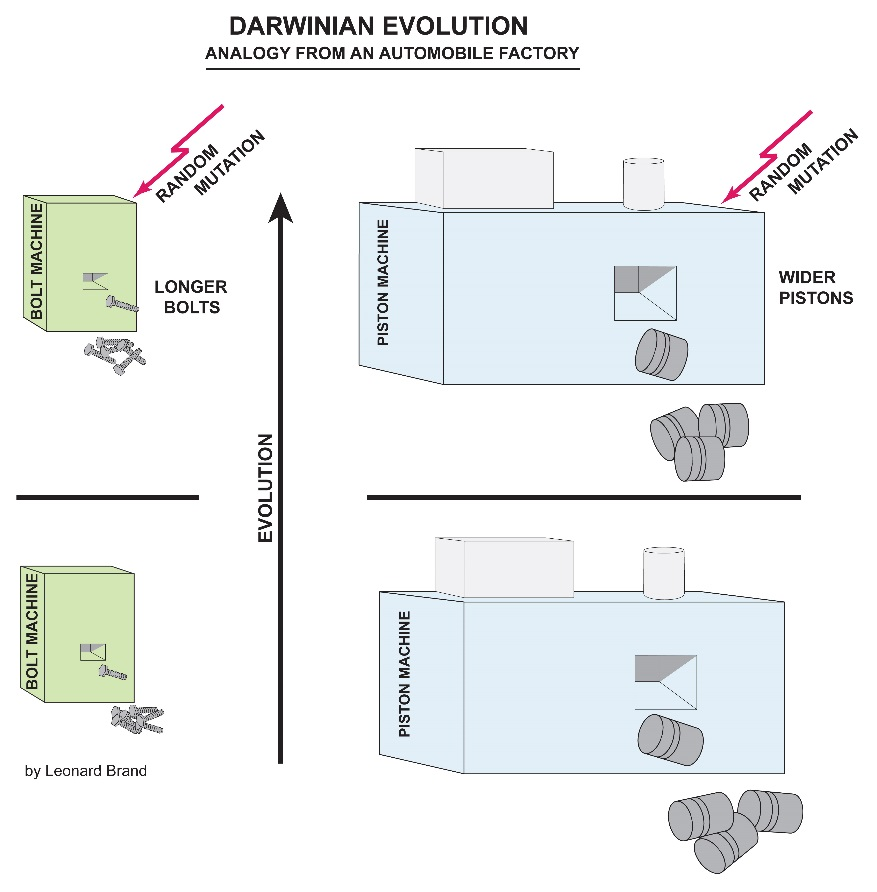 DARWINIAN EVOLUTION
ANALOGY FROM AN AUTOMOBILE FACTORY
RANDOM
MUTATION
BOLT MACHINE
LONGER
BOLTS
RANDOM
MUTATION
PISTON MACHINE
WIDER
PISTONS
EVOLUTION
BOLT MACHINE
PISTON MACHINE
by Leonard Brand